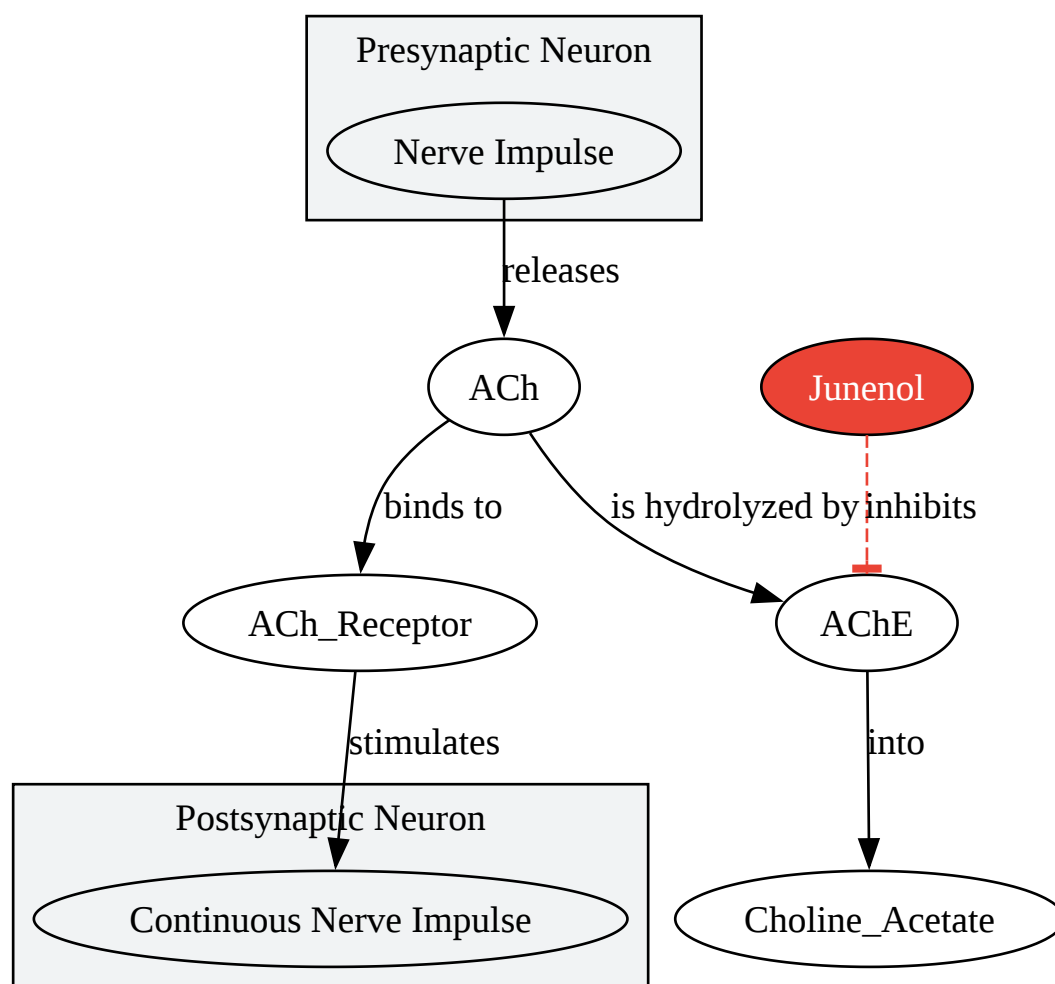 Presynaptic Neuron
Nerve Impulse
releases
ACh
Junenol
binds to
is hydrolyzed by
inhibits
ACh_Receptor
AChE
stimulates
into
Postsynaptic Neuron
Continuous Nerve Impulse
Choline_Acetate